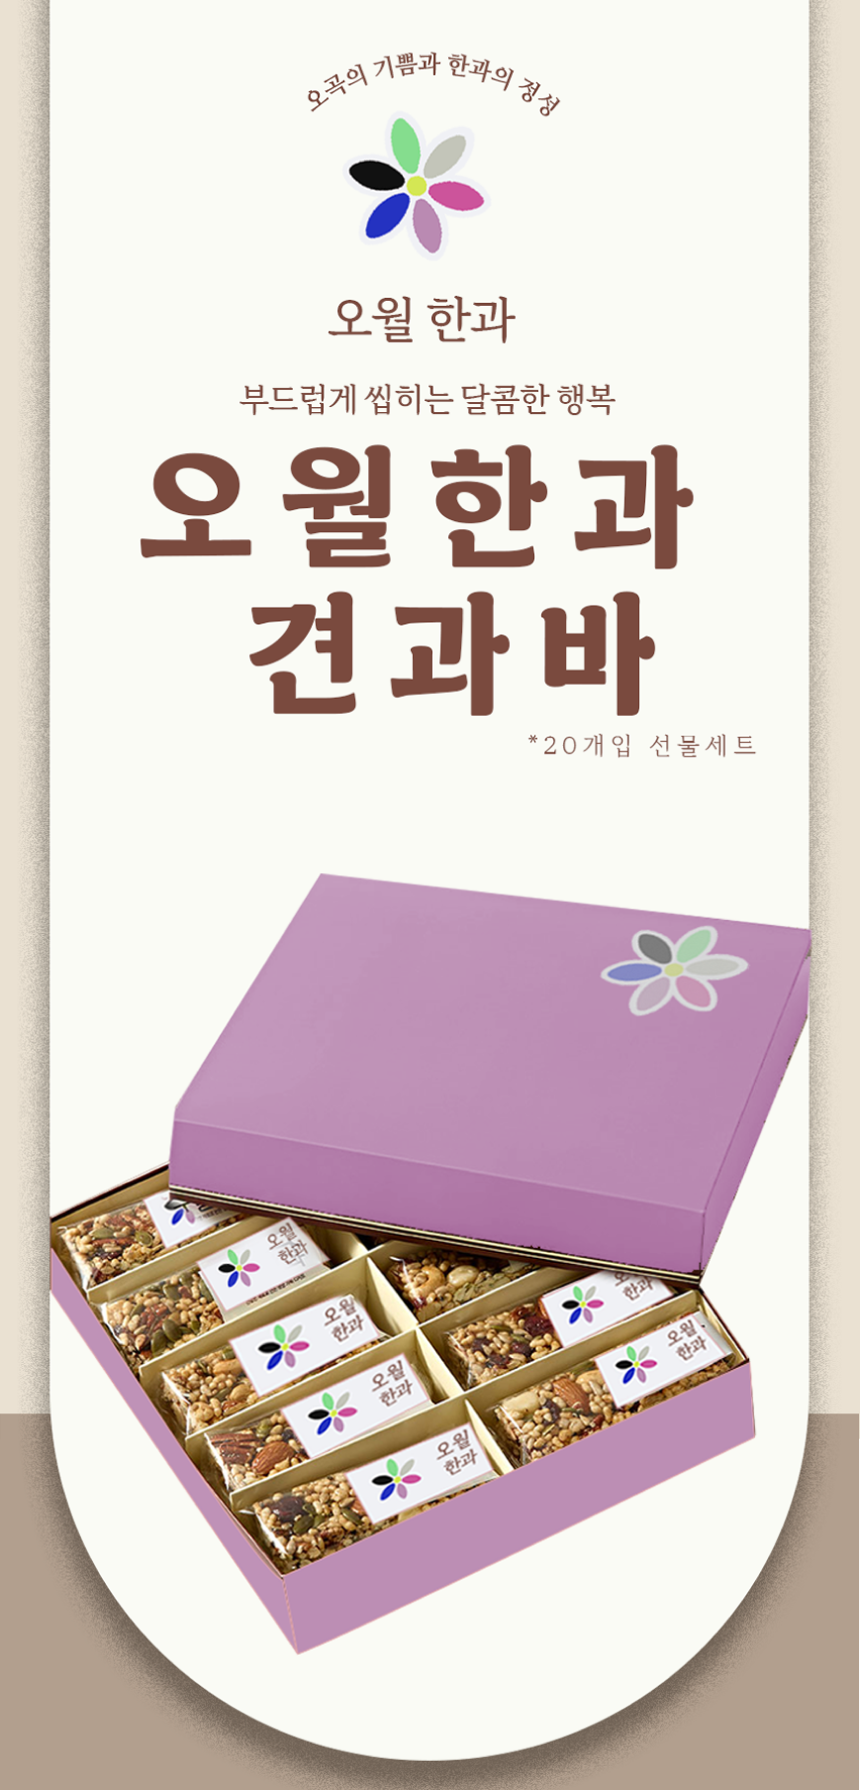 오곡의 기쁨과 한과의 정성
오월 한과
부드럽게 씹히는 달콤한 행복
오월한과
견과바
*20개입 선물세트
오월
한과
오월
한과
오월
한과
오월
한과
오월
한과
오월
한과